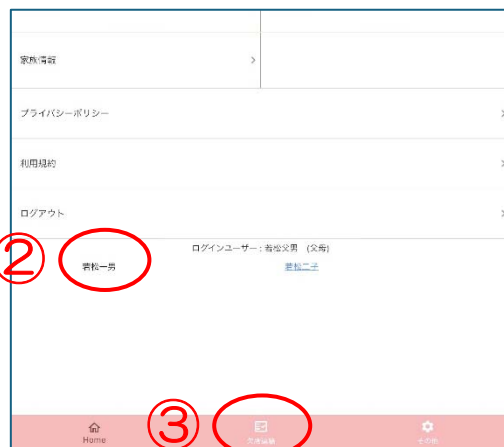 家族情報
プライバシーポリシー
利用規約
ログアウト
ログインユーザー : 若松父男 (父母)
② 若松一男 若松二子
③
Home その他